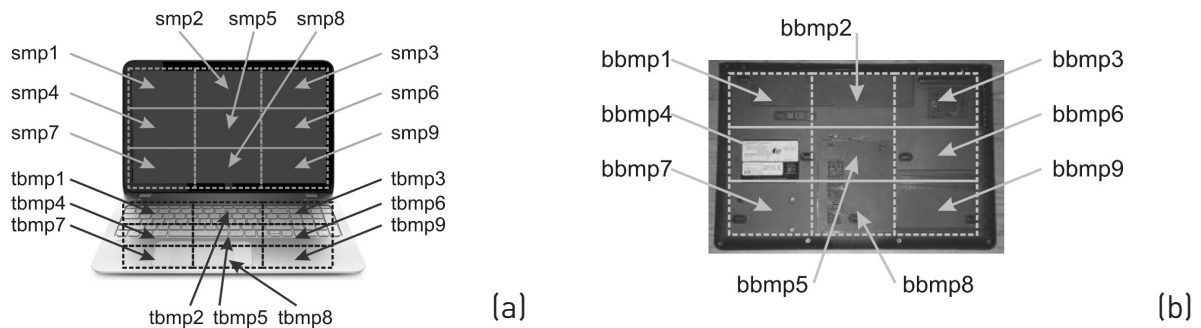 smp2 smp5 smp8
smp1 smp3
smp4 smp6
smp7 smp9
tbmp1 tbmp3
tbmp4 tbmp6
tbmp7 tbmp9
tbmp2 tbmp5 tbmp8
(a)
bbmp2
bbmp1 bbmp3
bbmp4 bbmp6
bbmp7 bbmp9
bbmp5 bbmp8
(b)